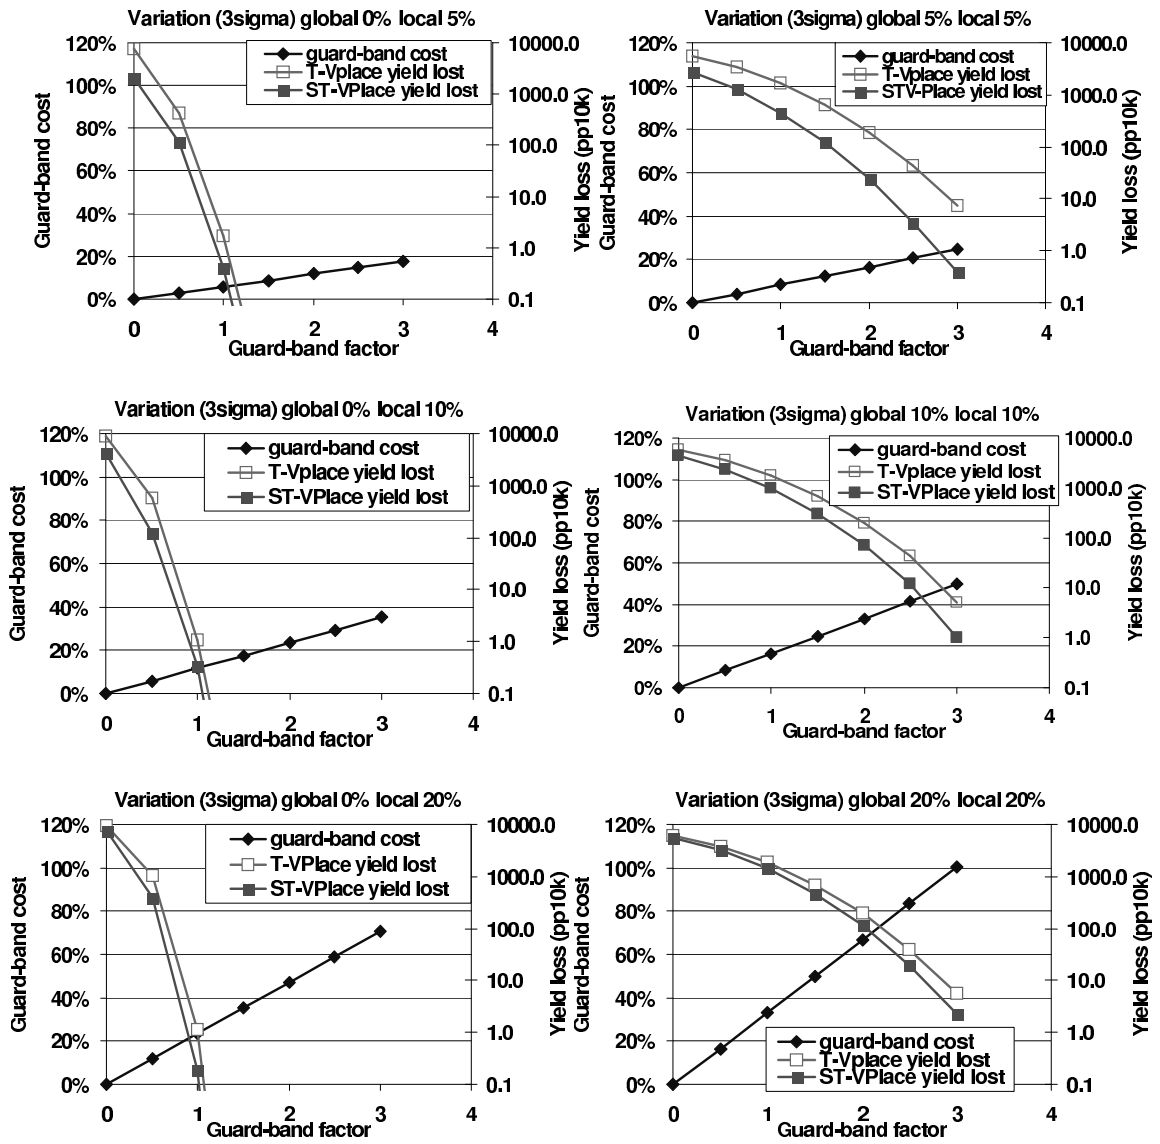 Variation (3sigma) global 0% local 5%
guard-band cost
T-Vplace yield lost
ST-VPlace yield lost
120%
100%
80%
60%
40%
20%
0%
Guard-band cost
10000.0
1000.0
100.0
10.0
1.0
0.1
Yield loss (pp10k)
0 1 2 3 4
Guard-band factor
Variation (3sigma) global 5% local 5%
guard-band cost
T-Vplace yield lost
STV-Place yield lost
120%
100%
80%
60%
40%
20%
0%
Guard-band cost
10000.0
1000.0
100.0
10.0
1.0
0.1
Yield loss (pp10k)
0 1 2 3 4
Guard-band factor
Variation (3sigma) global 0% local 10%
guard-band cost
T-Vplace yield lost
ST-VPlace yield lost
120%
100%
80%
60%
40%
20%
0%
Guard-band cost
10000.0
1000.0
100.0
10.0
1.0
0.1
Yield loss (pp10k)
0 1 2 3 4
Guard-band factor
Variation (3sigma) global 10% local 10%
guard-band cost
T-Vplace yield lost
ST-VPlace yield lost
120%
100%
80%
60%
40%
20%
0%
Guard-band cost
10000.0
1000.0
100.0
10.0
1.0
0.1
Yield loss (pp10k)
0 1 2 3 4
Guard-band factor
Variation (3sigma) global 0% local 20%
guard-band cost
T-VPlace yield lost
ST-VPlace yield lost
120%
100%
80%
60%
40%
20%
0%
Guard-band cost
10000.0
1000.0
100.0
10.0
1.0
0.1
Yield loss (pp10k)
0 1 2 3 4
Guard-band factor
Variation (3sigma) global 20% local 20%
guard-band cost
T-Vplace yield lost
ST-VPlace yield lost
120%
100%
80%
60%
40%
20%
0%
Guard-band cost
10000.0
1000.0
100.0
10.0
1.0
0.1
Yield loss (pp10k)
0 1 2 3 4
Guard-band factor